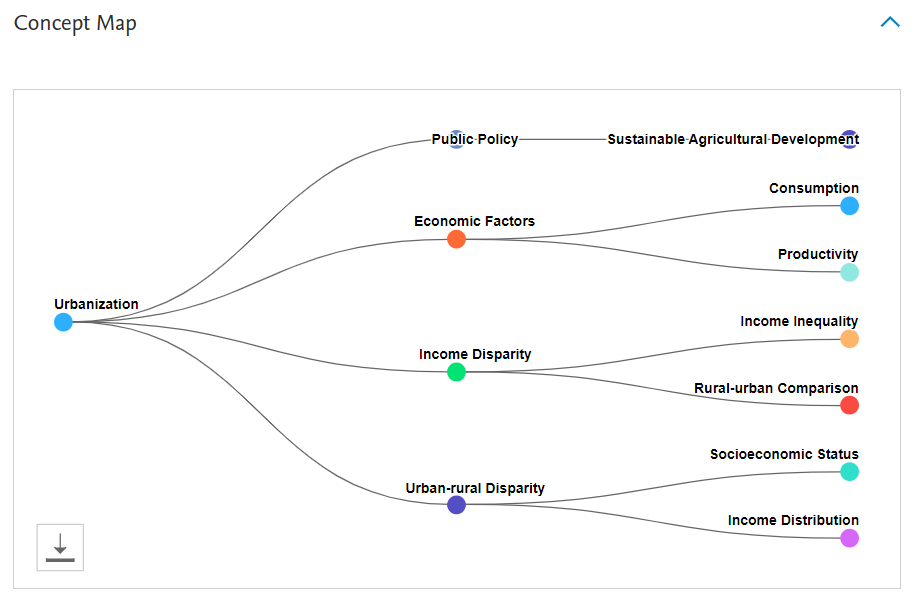 Concept Map
Public Policy
Sustainable Agricultural Development
Consumption
Economic Factors
Productivity
Urbanization
Income Inequality
Income Disparity
Rural-urban Comparison
Socioeconomic Status
Urban-rural Disparity
Income Distribution